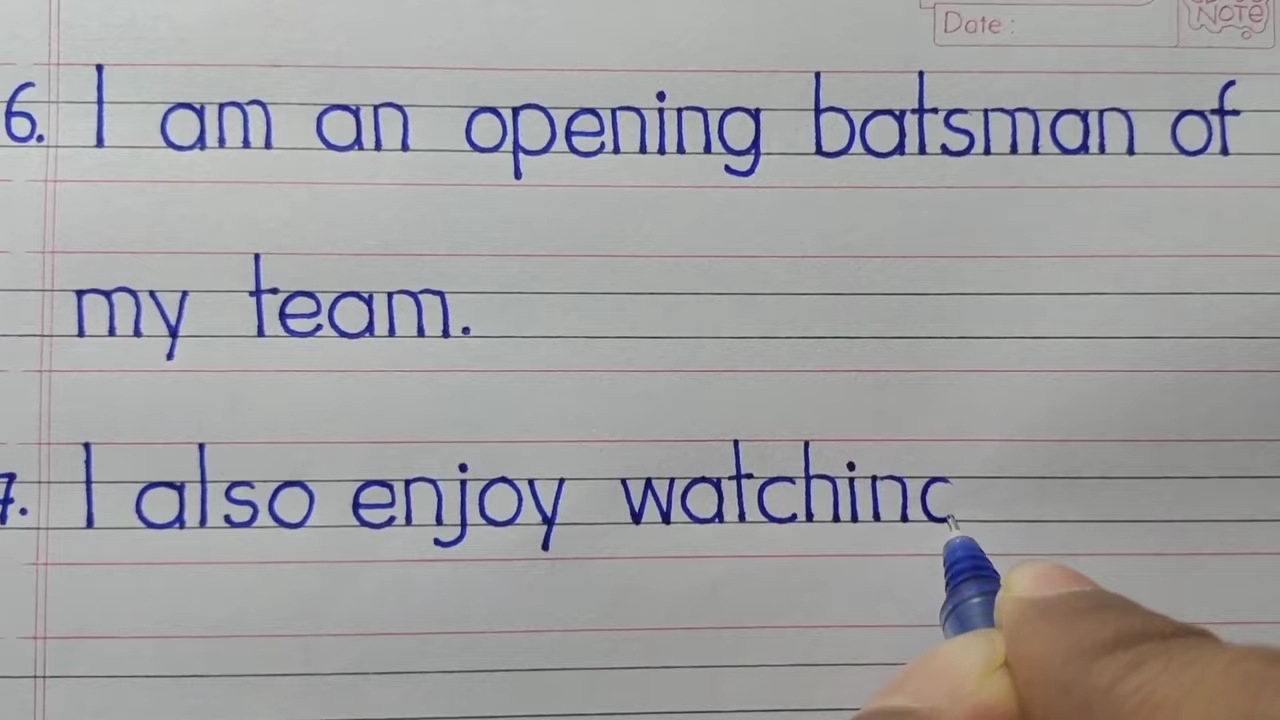 Date:
NOTE
6. I am an opening batsman of
my team.
7. I also enjoy watchinc